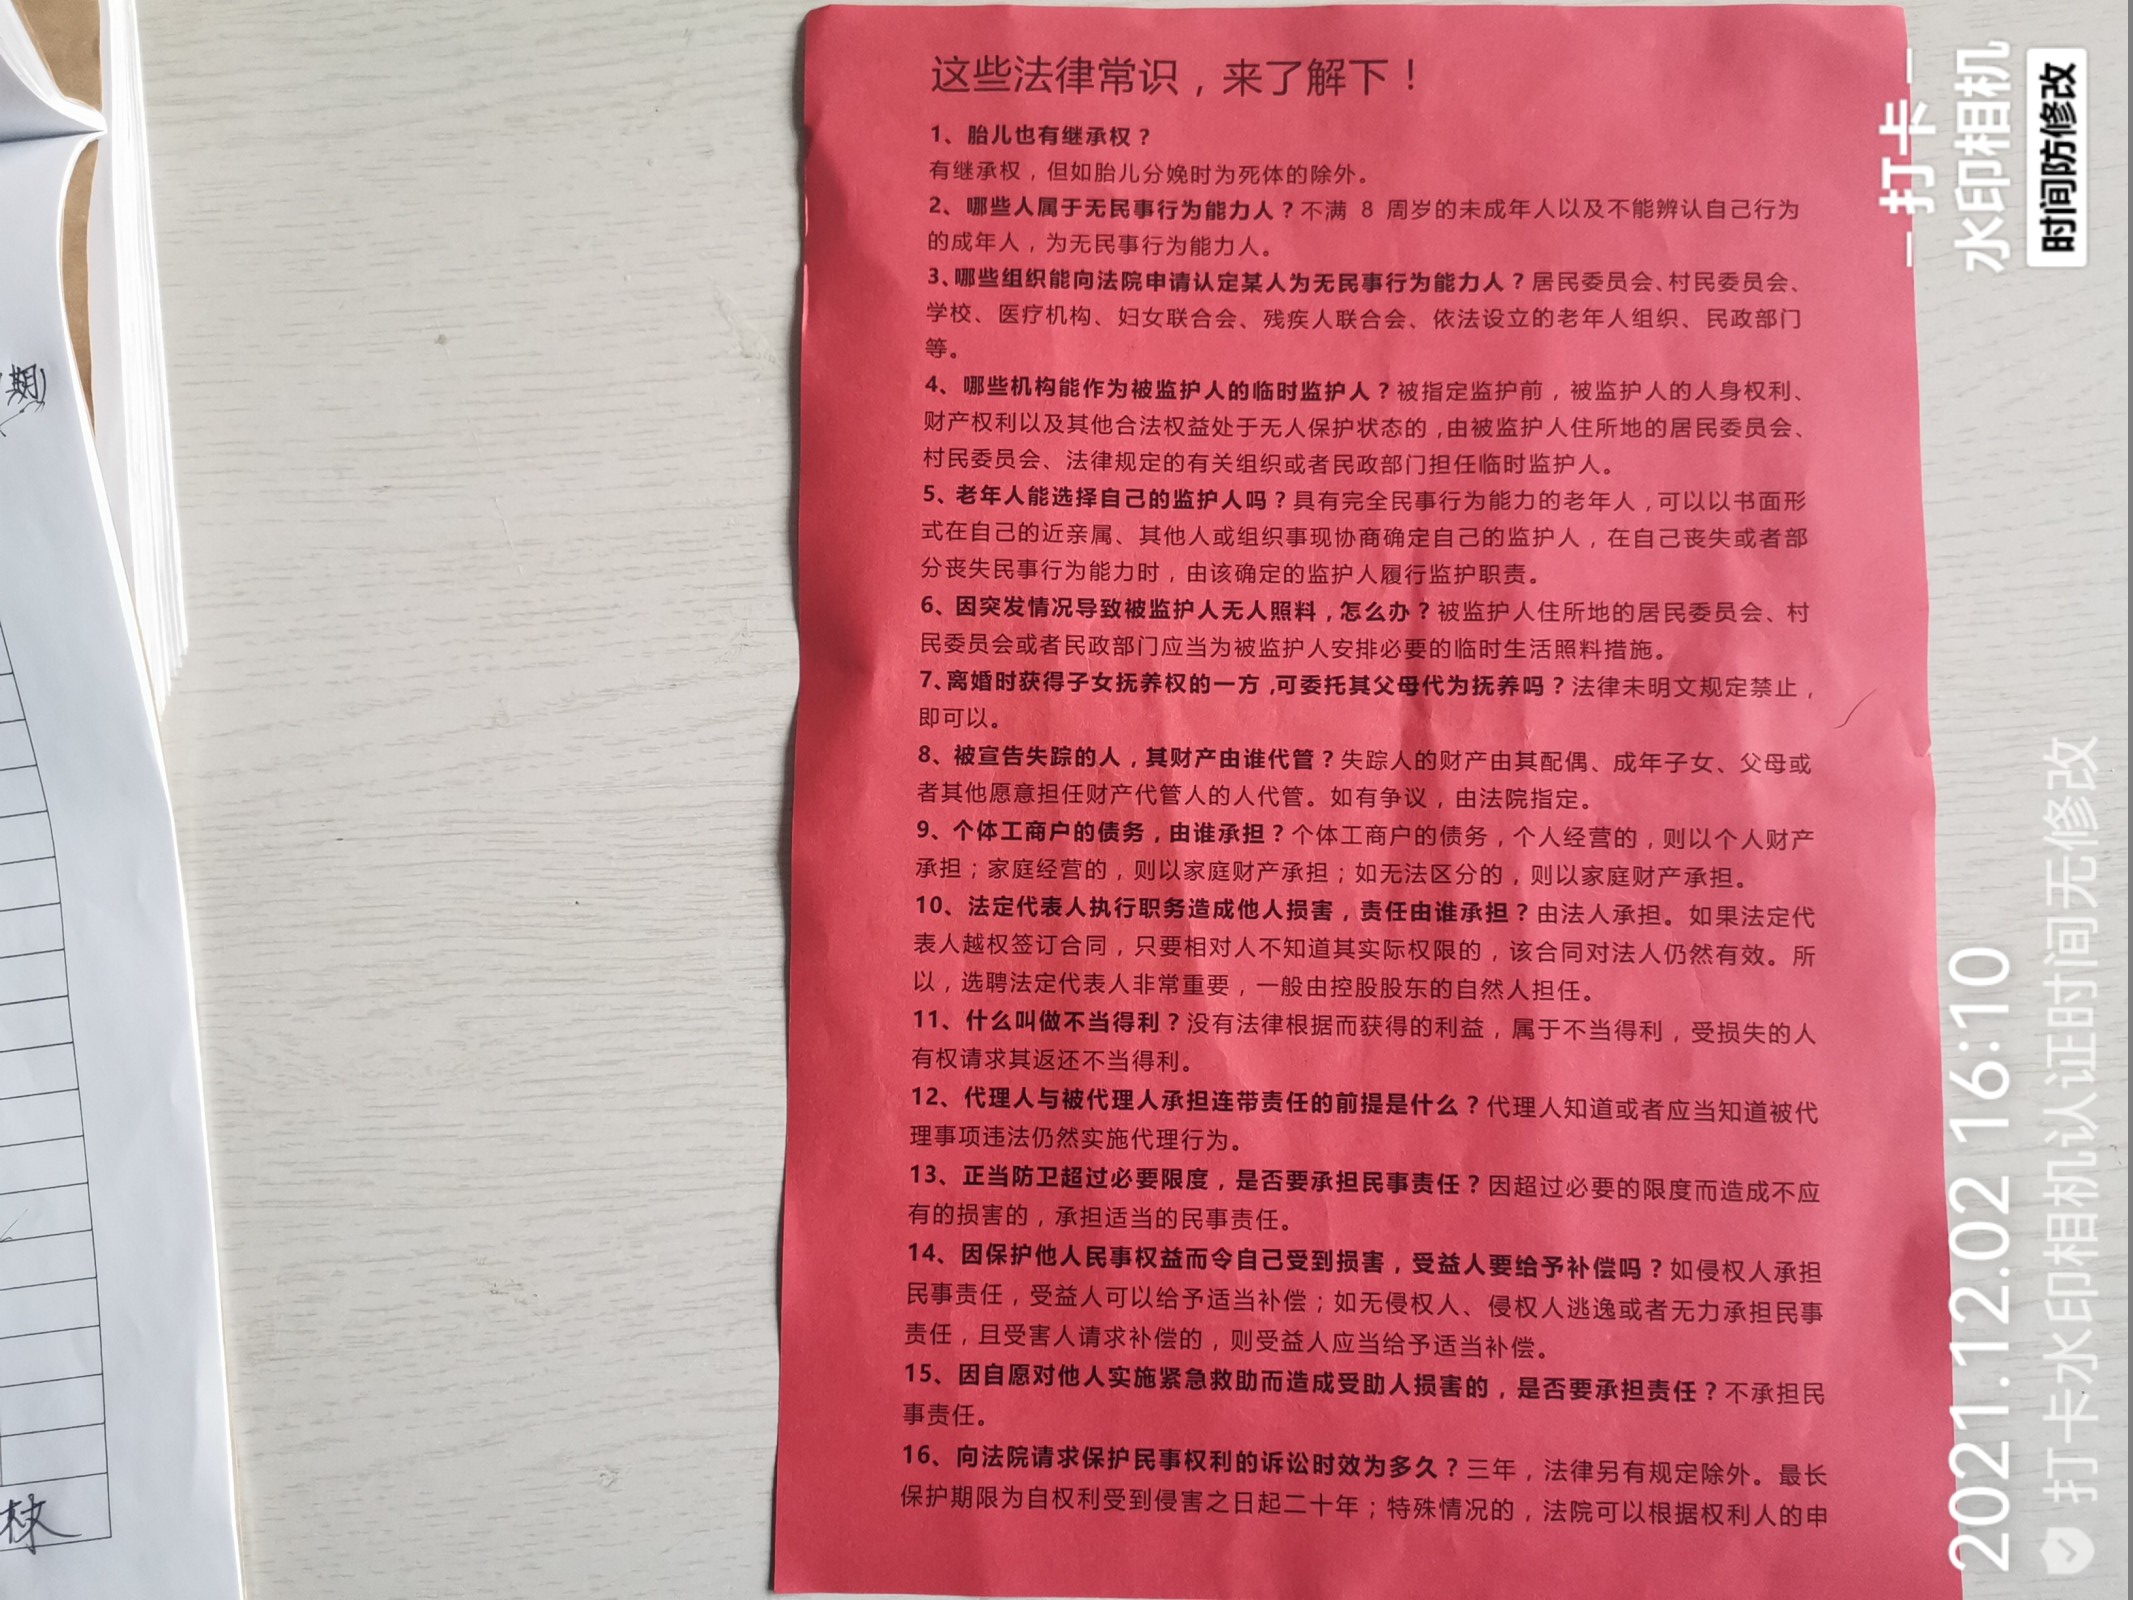 这些法律常识，来了解下！
1、胎儿也有继承权？
有继承权，但如胎儿分娩时为死体的除外。
2、哪些人属于无民事行为能力人？不满 8 周岁的未成年人以及不能辨认自己行为
的成年人，为无民事行为能力人。
3、哪些组织能向法院申请认定某人为无民事行为能力人？居民委员会、村民委员会、
学校、医疗机构、妇女联合会、残疾人联合会、依法设立的老年人组织、民政部门
等。
4、哪些机构能作为被监护人的临时监护人？被指定监护前，被监护人的人身权利、
财产权利以及其他合法权益处于无人保护状态的，由被监护人住所地的居民委员会、
村民委员会、法律规定的有关组织或者民政部门担任临时监护人。
5、老年人能选择自己的监护人吗？具有完全民事行为能力的老年人，可以以书面形
式在自己的近亲属、其他人或组织事现协商确定自己的监护人，在自己丧失或者部
分丧失民事行为能力时，由该确定的监护人履行监护职责。
6、因突发情况导致被监护人无人照料，怎么办？被监护人住所地的居民委员会、村
民委员会或者民政部门应当为被监护人安排必要的临时生活照料措施。
7、离婚时获得子女抚养权的一方，可委托其父母代为抚养吗？法律未明文规定禁止，
即可以。
8、被宣告失踪的人，其财产由谁代管？失踪人的财产由其配偶、成年子女、父母或
者其他愿意担任财产代管人的人代管。如有争议，由法院指定。
9、个体工商户的债务，由谁承担？个体工商户的债务，个人经营的，则以个人财产
承担；家庭经营的，则以家庭财产承担；如无法区分的，则以家庭财产承担。
10、法定代表人执行职务造成他人损害，责任由谁承担？由法人承担。如果法定代
表人越权签订合同，只要相对人不知道其实际权限的，该合同对法人仍然有效。所
以，选聘法定代表人非常重要，一般由控股股东的自然人担任。
11、什么叫做不当得利？没有法律根据而获得的利益，属于不当得利，受损失的人
有权请求其返还不当得利。
12、代理人与被代理人承担连带责任的前提是什么？代理人知道或者应当知道被代
理事项违法仍然实施代理行为。
13、正当防卫超过必要限度，是否要承担民事责任？因超过必要的限度而造成不应
有的损害的，承担适当的民事责任。
14、因保护他人民事权益而令自己受到损害，受益人要给予补偿吗？如侵权人承担
民事责任，受益人可以给予适当补偿；如无侵权人、侵权人逃逸或者无力承担民事
责任，且受害人请求补偿的，则受益人应当给予适当补偿。
15、因自愿对他人实施紧急救助而造成受助人损害的，是否要承担责任？不承担民
事责任。
16、向法院请求保护民事权利的诉讼时效为多久？三年，法律另有规定除外。最长
保护期限为自权利受到侵害之日起二十年；特殊情况的，法院可以根据权利人的申
期）
打卡
水印相机
时间防修改
2021.12.02 16:10
打卡水印相机认证时间无修改